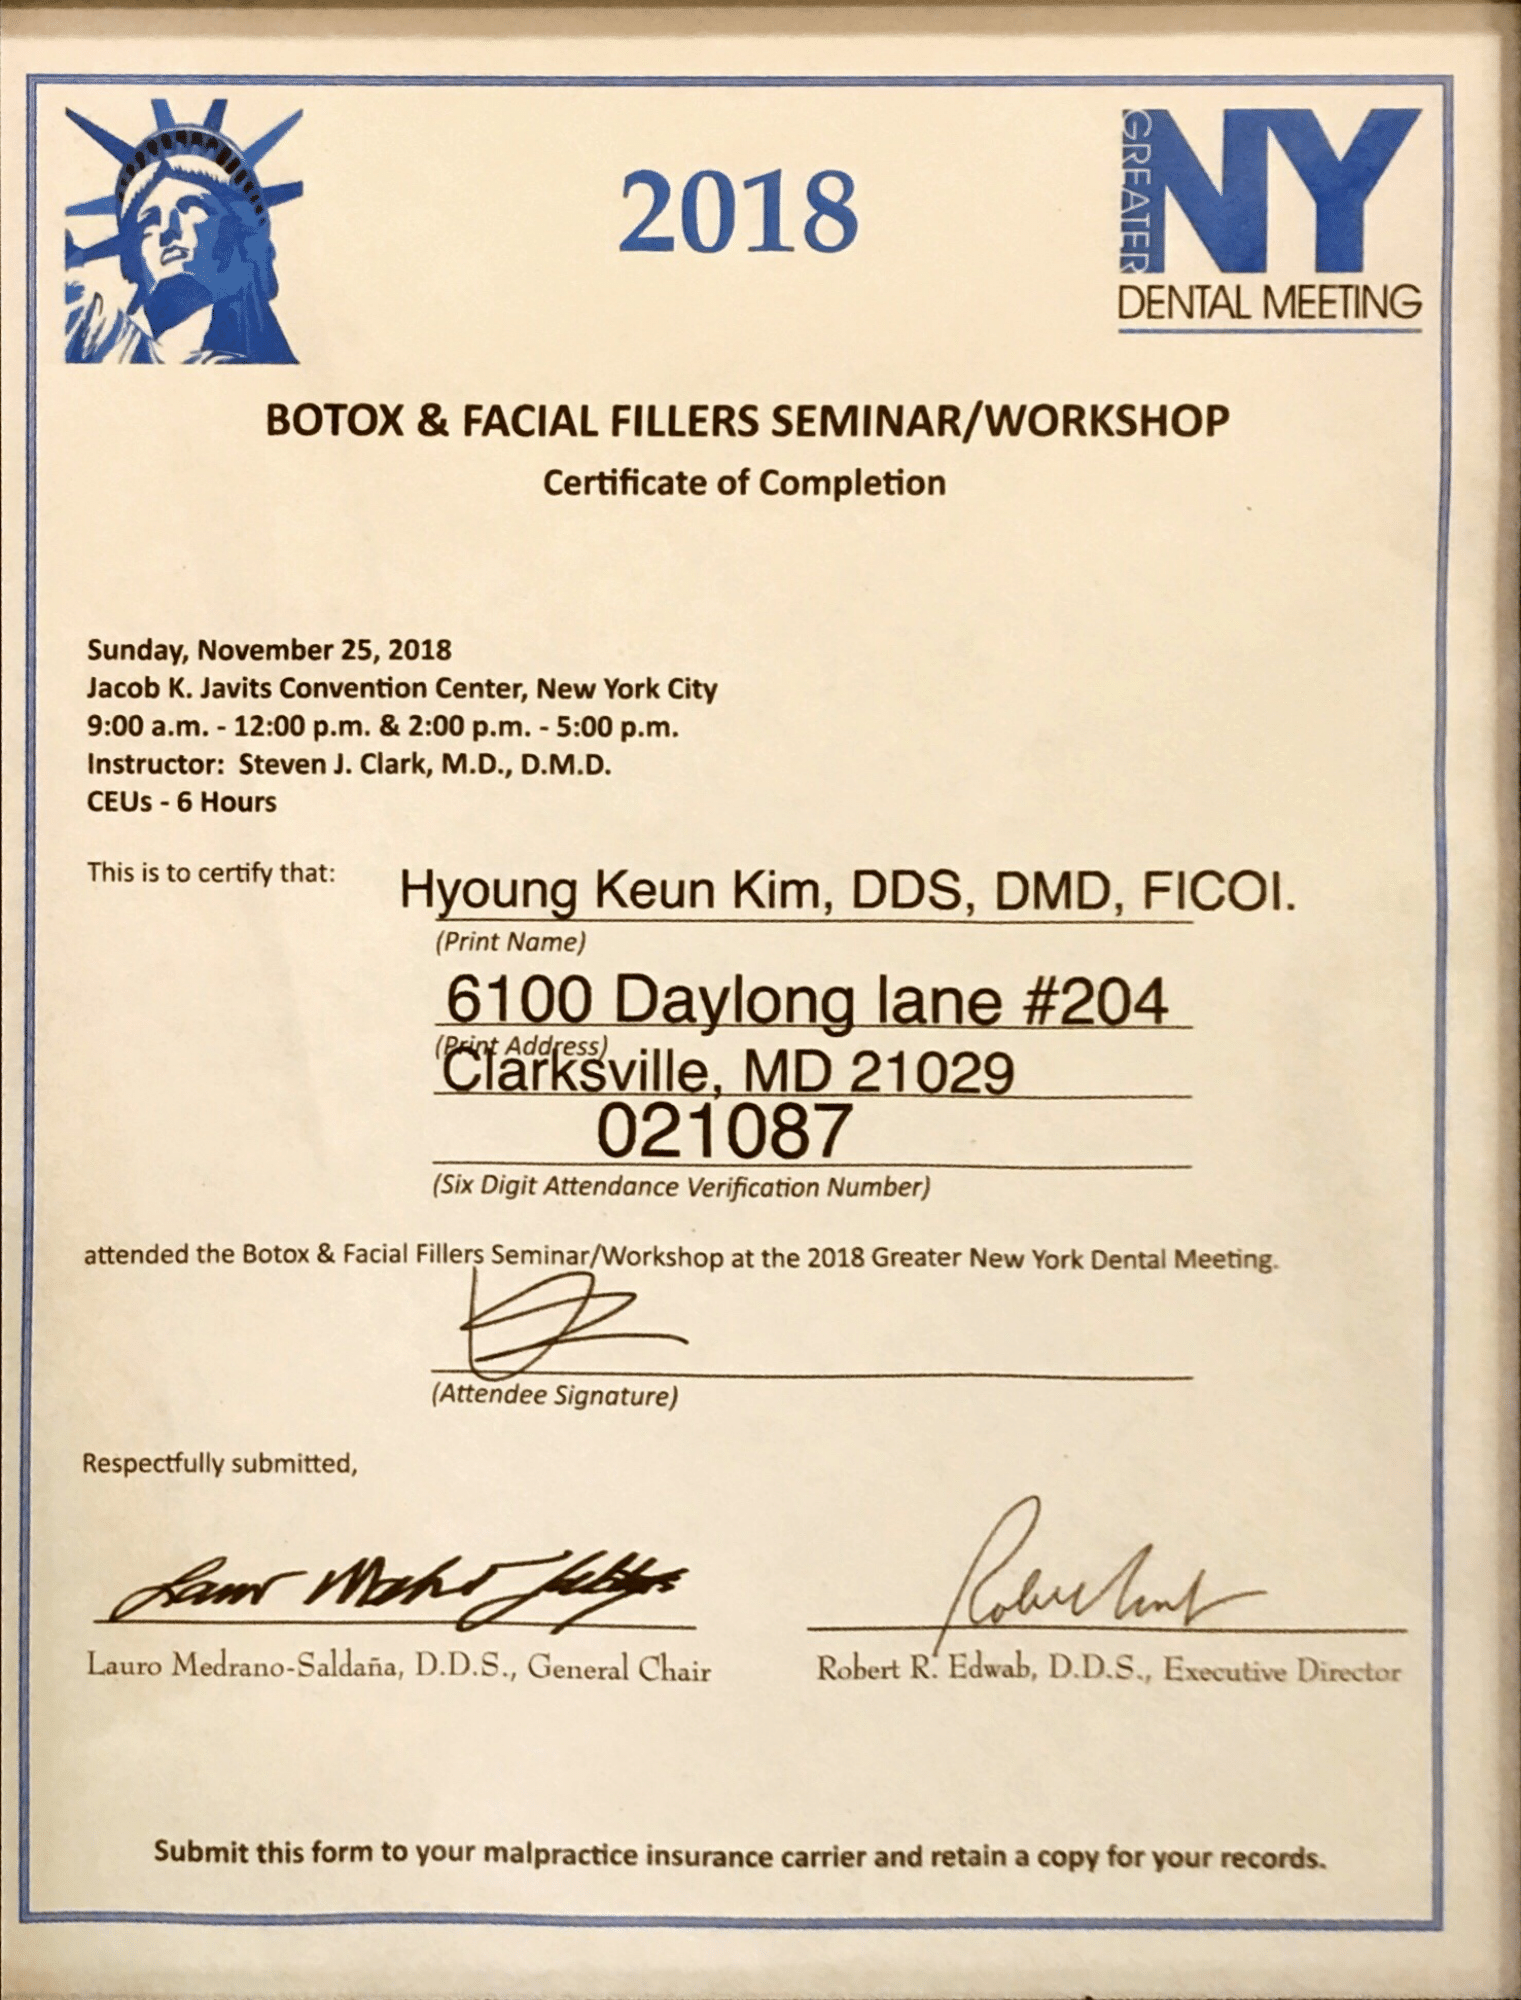 2018
GREATER
NY
DENTAL MEETING
BOTOX & FACIAL FILLERS SEMINAR/WORKSHOP
Certificate of Completion
Sunday, November 25, 2018
Jacob K. Javits Convention Center, New York City
9:00 a.m. - 12:00 p.m. & 2:00 p.m. - 5:00 p.m.
Instructor: Steven J. Clark, M.D., D.M.D.
CEUs - 6 Hours
This is to certify that: Hyoung Keun Kim, DDS, DMD, FICOI.
(Print Name)
6100 Daylong lane #204
(Print Address)
Clarksville, MD 21029
021087
(Six Digit Attendance Verification Number)
attended the Botox & Facial Fillers Seminar/Workshop at the 2018 Greater New York Dental Meeting.
(Attendee Signature)
Respectfully submitted,
Lauro Medrano-Saldaña, D.D.S., General Chair
Robert R. Edwab, D.D.S., Executive Director
Submit this form to your malpractice insurance carrier and retain a copy for your records.